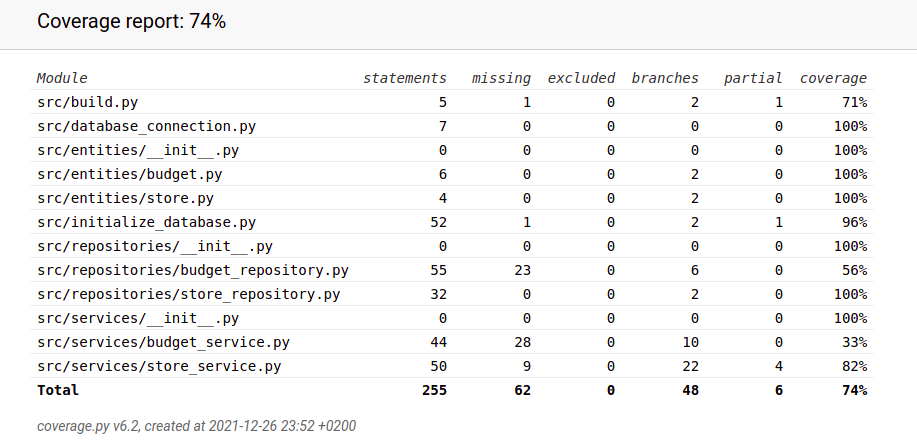 Coverage report: 74%
Module statements missing excluded branches partial coverage
src/build.py 5 1 0 2 1 71%
src/database_connection.py 7 0 0 0 0 100%
src/entities/__init__.py 0 0 0 0 0 100%
src/entities/budget.py 6 0 0 2 0 100%
src/entities/store.py 4 0 0 2 0 100%
src/initialize_database.py 52 1 0 2 1 96%
src/repositories/__init__.py 0 0 0 0 0 100%
src/repositories/budget_repository.py 55 23 0 6 0 56%
src/repositories/store_repository.py 32 0 0 2 0 100%
src/services/__init__.py 0 0 0 0 0 100%
src/services/budget_service.py 44 28 0 10 0 33%
src/services/store_service.py 50 9 0 22 4 82%
Total 255 62 0 48 6 74%
coverage.py v6.2, created at 2021-12-26 23:52 +0200